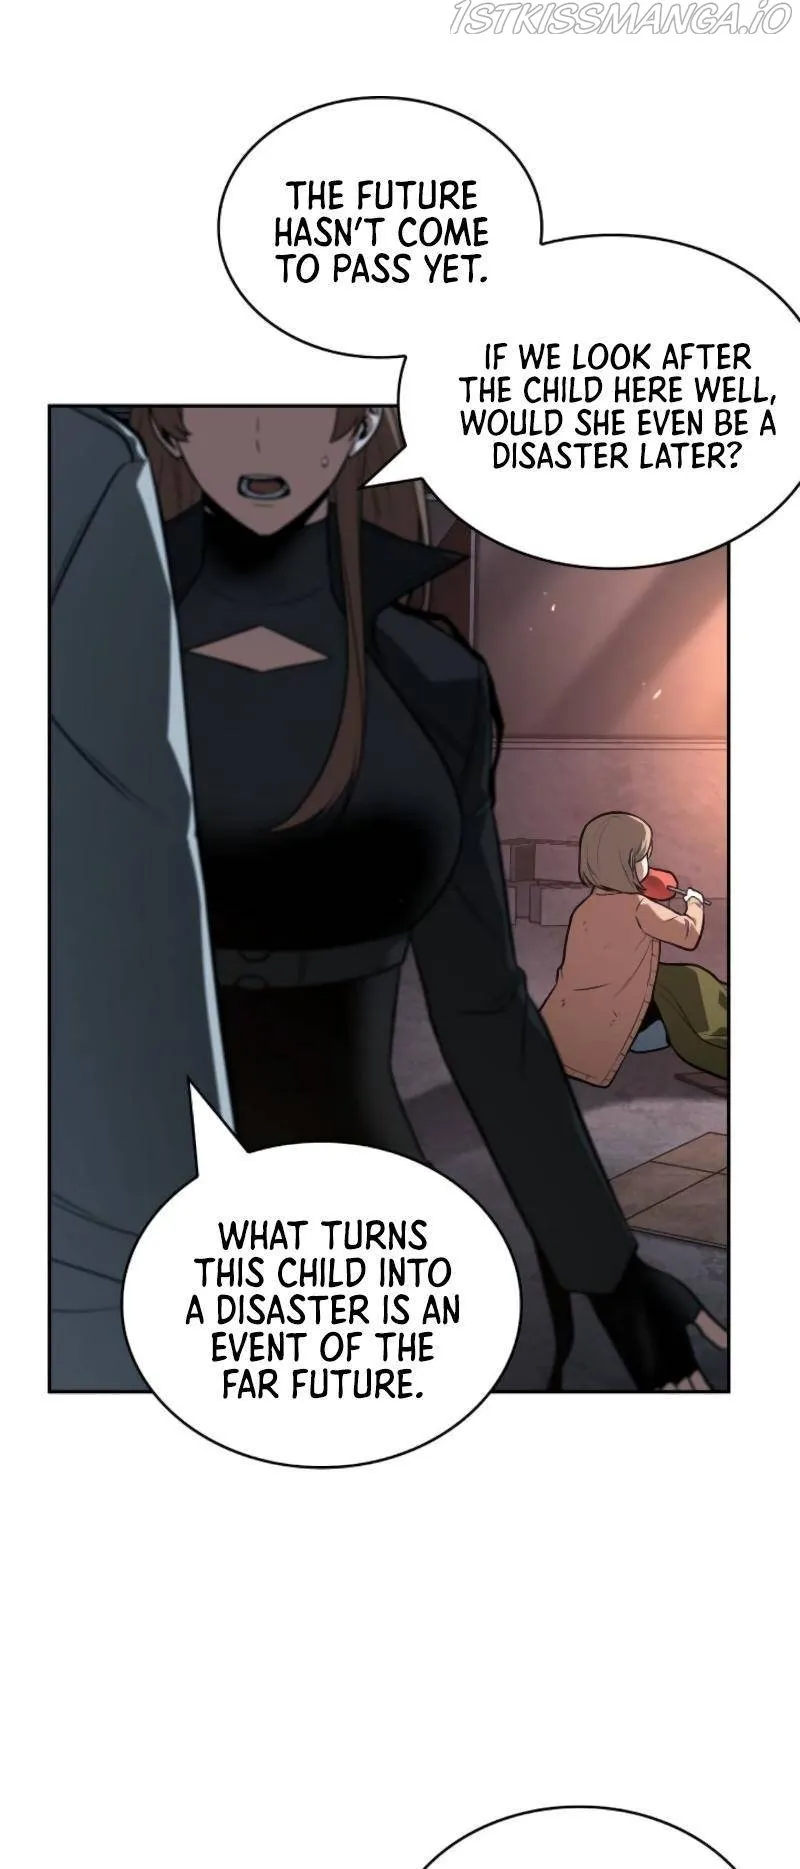 1STKISSMANGA.IO
THE FUTURE
HASN'T COME
TO PASS YET.
IF WE LOOK AFTER
THE CHILD HERE WELL,
WOULD SHE EVEN BE A
DISASTER LATER?
WHAT TURNS
THIS CHILD INTO
A DISASTER IS AN
EVENT OF THE
FAR FUTURE.